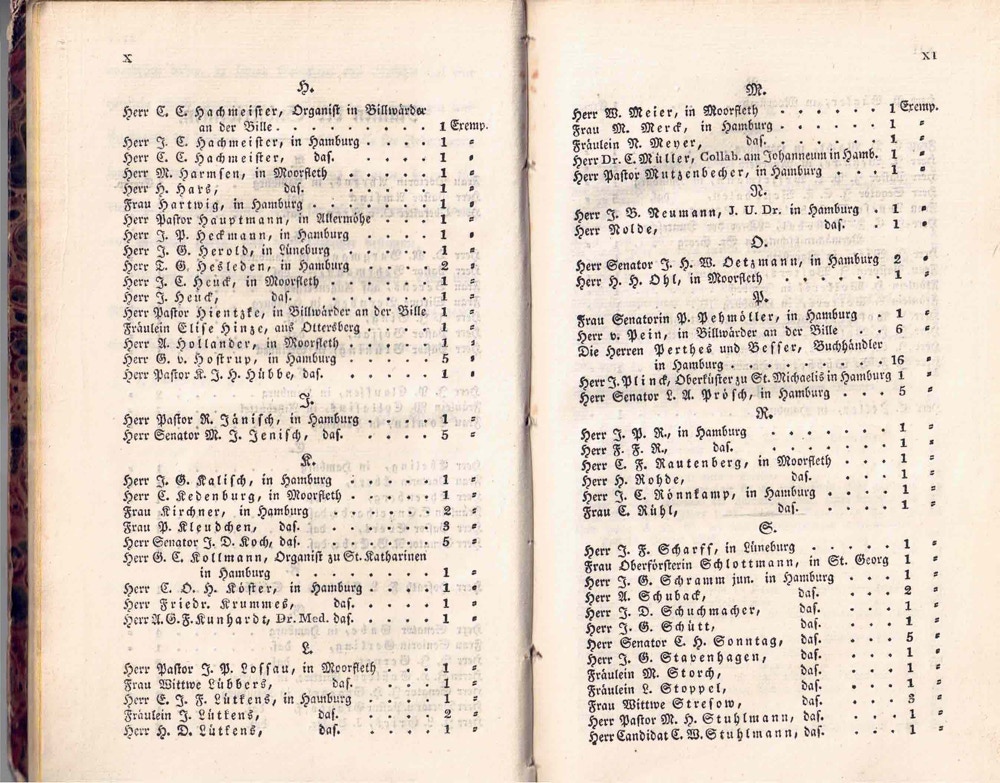 X
H.
Herr C. C. Hachmeister, Organist in Billwärder
an der Bille . . . . . . . . 1 Exemp.
Herr J. C. Hachmeister, in Hamburg . . . . 1 =
Herr C. C. Hachmeister, das. . . . . 1 =
Herr M. Harmsen, in Moorfleth . . . . . 1 =
Herr H. Hars, das. . . . . . 1 =
Frau Hartwig, in Hamburg . . . . . . 1 =
Herr Pastor Hauptmann, in Allermöhe . . . 1 =
Herr J. P. Heckmann, in Hamburg . . . . 1 =
Herr J. G. Herold, in Lüneburg . . . . . 1 =
Herr T. G. Hesleden, in Hamburg . . . . 2 =
Herr J. C. Heuck, in Moorfleth . . . . . 1 =
Herr J. Heuck, das. . . . . . 1 =
Herr Pastor Hientzke, in Billwärder an der Bille 1 =
Fräulein Elise Hinze, aus Ottersberg . . . . 1 =
Herr A. Hollander, in Moorfleth . . . . . 1 =
Herr G. v. Hostrup, in Hamburg . . . . 5 =
Herr Pastor K. J. H. Hübbe, das. . . . . 1 =
J.
Herr Pastor R. Jänisch, in Hamburg . . . . 1 =
Herr Senator M. J. Jenisch, das. . . . . 5 =
K.
Herr J. G. Kalisch, in Hamburg . . . . . 1 =
Herr C. Kedenburg, in Moorfleth . . . . 1 =
Frau Kirchner, in Hamburg . . . . . . 2 =
Frau P. Kleudchen, das. . . . . . 3 =
Herr Senator J. D. Koch, das. . . . . . 5 =
Herr G. C. Kollmann, Organist zu St. Katharinen
in Hamburg . . . . . . . 1 =
Herr C. O. H. Köster, in Hamburg . . . . 1 =
Herr Friedr. Krummes, das. . . . . 1 =
Herr A. G. F. Kunhardt, Dr. Med. das. . . . 1 =
L.
Herr Pastor J. P. Lossau, in Moorfleth . . . 1 =
Frau Wittwe Lübbers, das. . . . 1 =
Herr E. J. F. Lütkens, in Hamburg . . . . 1 =
Fräulein J. Lütkens, das. . . . . 2 =
Herr H. D. Lütkens, das. . . . . 1 =
XI
M.
Herr W. Meier, in Moorfleth . . . . . 1 Exemp.
Frau M. Merck, in Hamburg . . . . . . 1 =
Fräulein N. Meyer, das. . . . . . 1 =
Herr Dr. C. Müller, Collab. am Johanneum in Hamb. 1 =
Herr Pastor Mutzenbecher, in Hamburg . . . 1 =
N.
Herr J. B. Neumann, J. U. Dr. in Hamburg . 1 =
Herr Nolde, das. . 1 =
O.
Herr Senator J. H. W. Oetzmann, in Hamburg 2 =
Herr H. H. Ohl, in Moorfleth . . . . . 1 =
P.
Frau Senatorin P. Pehmöller, in Hamburg . . 1 =
Herr v. Pein, in Billwärder an der Bille . . 6 =
Die Herren Perthes und Besser, Buchhändler
in Hamburg . . . . . . . 16 =
Herr J. Plinck, Oberküster zu St. Michaelis in Hamburg 1 =
Herr Senator L. A. Prösch, in Hamburg . . . 5 =
R.
Herr J. P. R., in Hamburg . . . . . . 1 =
Herr F. F. R., das. . . . . . . 1 =
Herr C. F. Rautenberg, in Moorfleth . . . 1 =
Herr H. Rohde, das. . . . 1 =
Herr J. C. Rönnkamp, in Hamburg . . . . 1 =
Frau C. Rühl, das. . . . 1 =
S.
Herr J. F. Scharff, in Lüneburg . . . . . 1 =
Frau Oberförsterin Schlottmann, in St. Georg 1 =
Herr J. G. Schramm jun. in Hamburg . . . 1 =
Herr A. Schuback, das. . . . 2 =
Herr J. D. Schuchmacher, das. . . . 1 =
Herr J. G. Schütt, das. . . . 1 =
Herr Senator C. H. Sonntag, das. . . . 5 =
Herr J. G. Stavenhagen, das. . . . 1 =
Fräulein M. Storch, das. . . . 1 =
Fräulein L. Stoppel, das. . . . 1 =
Frau Wittwe Stresow, das. . . . 3 =
Herr Pastor M. H. Stuhlmann, das. . . . 1 =
Herr Candidat C. W. Stuhlmann, das. . . . 1 =